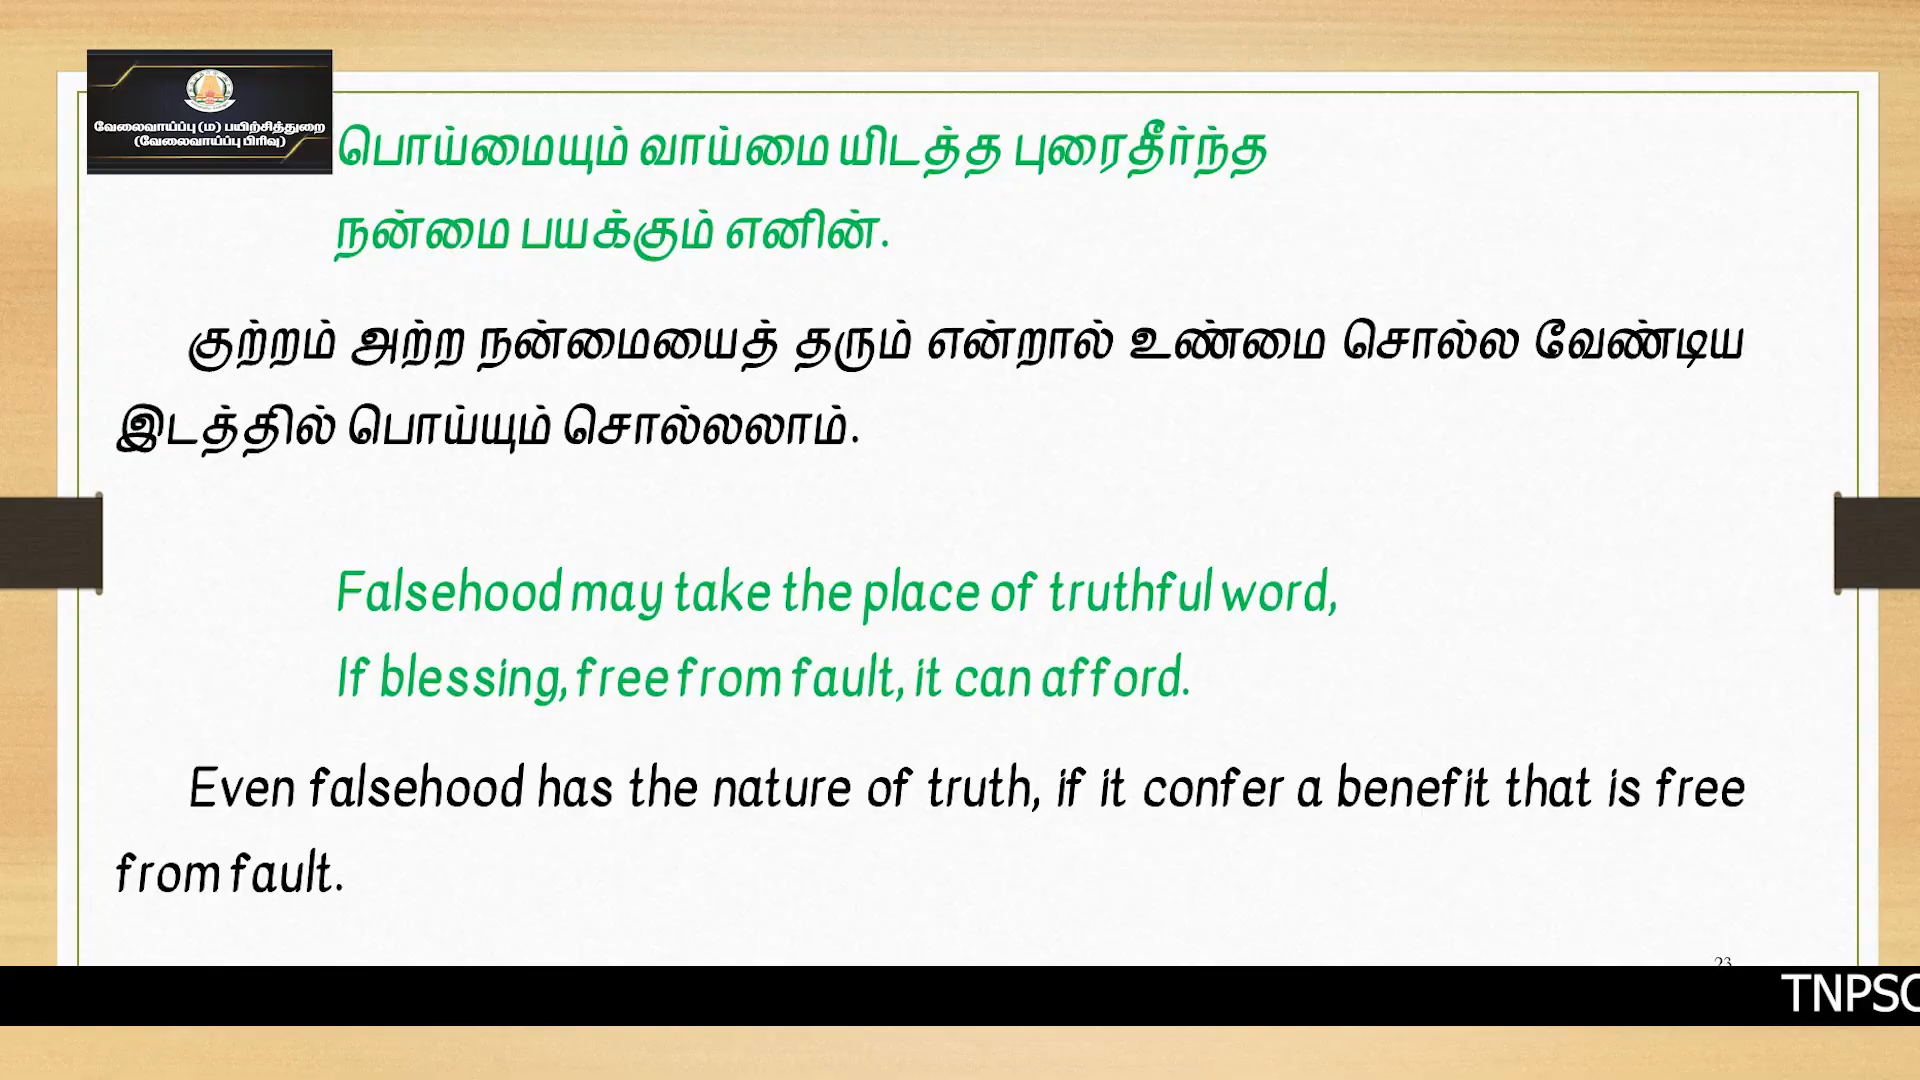 வேலைவாய்ப்பு (ம) பயிற்சித்துறை
(வேலைவாய்ப்பு பிரிவு)
பொய்மையும் வாய்மை யிடத்த புரைதீர்ந்த
நன்மை பயக்கும் எனின்.
குற்றம் அற்ற நன்மையைத் தரும் என்றால் உண்மை சொல்ல வேண்டிய
இடத்தில் பொய்யும் சொல்லலாம்.
Falsehood may take the place of truthful word,
If blessing, free from fault, it can afford.
Even falsehood has the nature of truth, if it confer a benefit that is free
from fault.
23
TNPSC